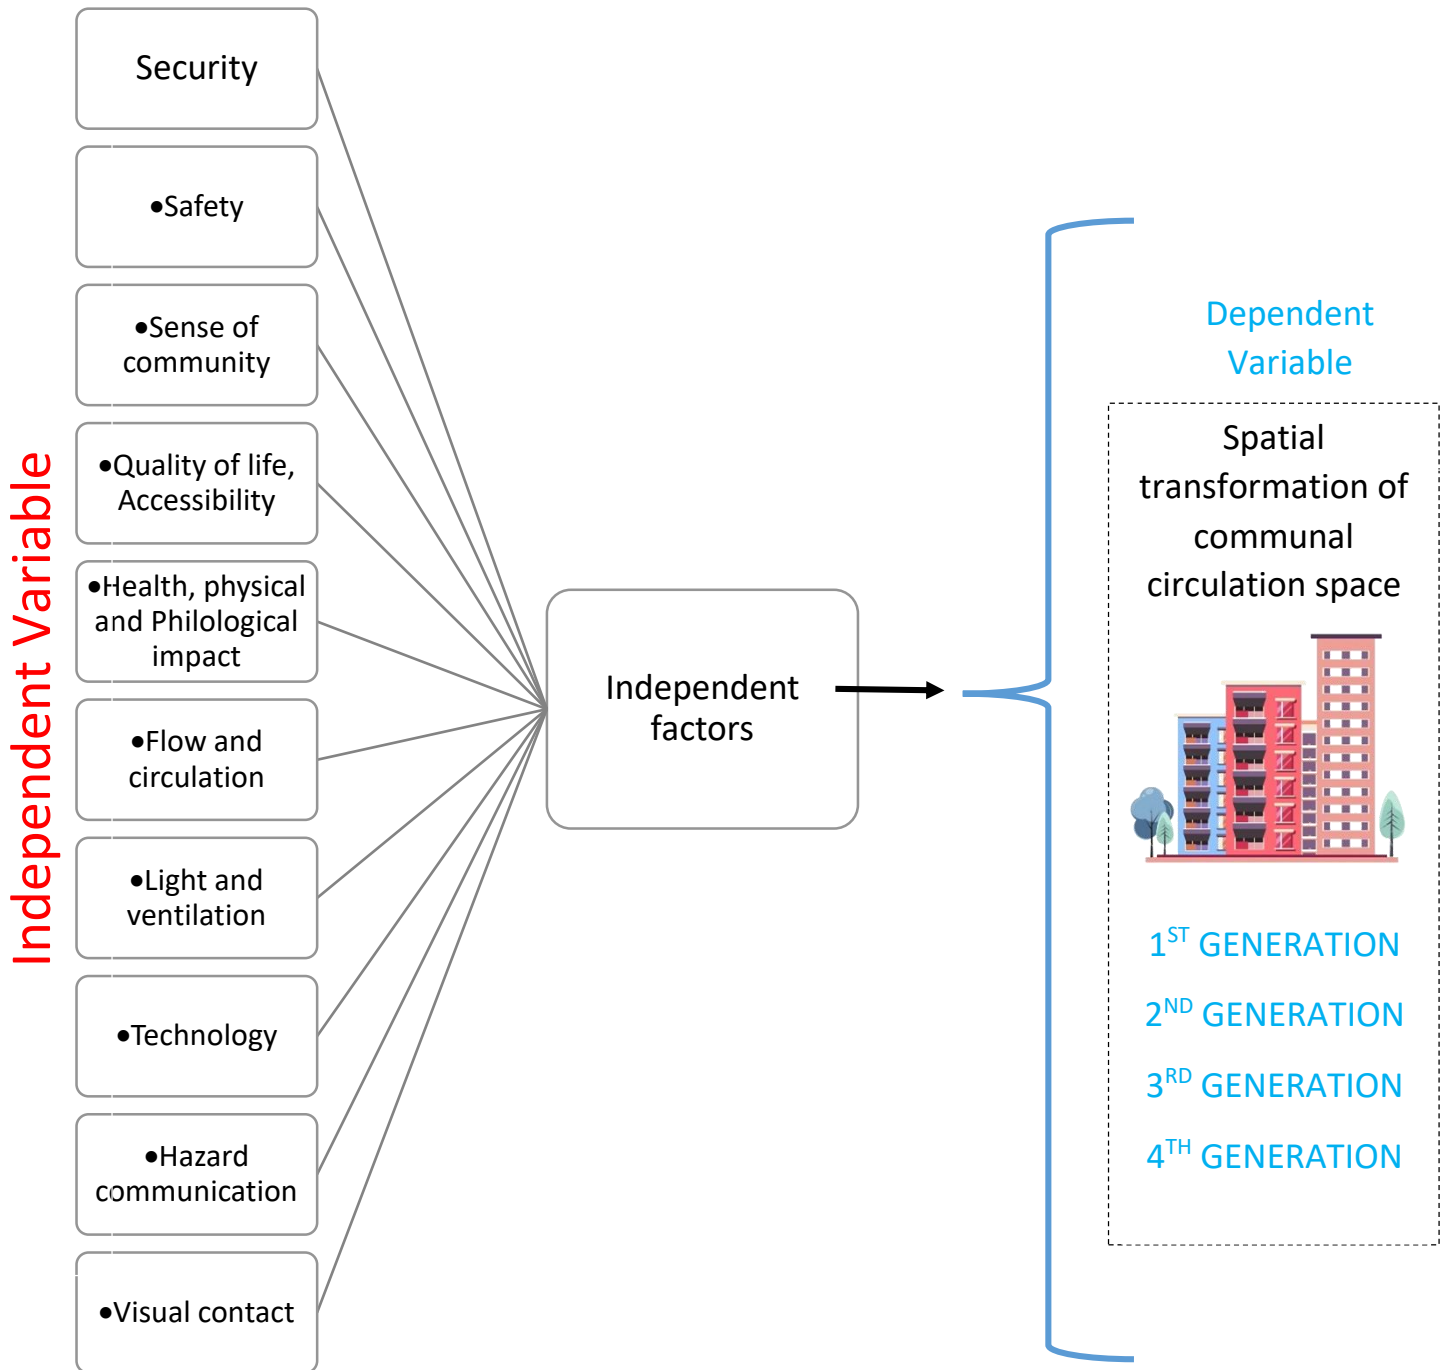 Independent Variable
Security
•Safety
•Sense of
community
•Quality of life,
Accessibility
•Health, physical
and Philological
impact
•Flow and
circulation
•Light and
ventilation
•Technology
•Hazard
communication
•Visual contact
Independent
factors
Dependent
Variable
Spatial
transformation of
communal
circulation space
1ST GENERATION
2ND GENERATION
3RD GENERATION
4TH GENERATION